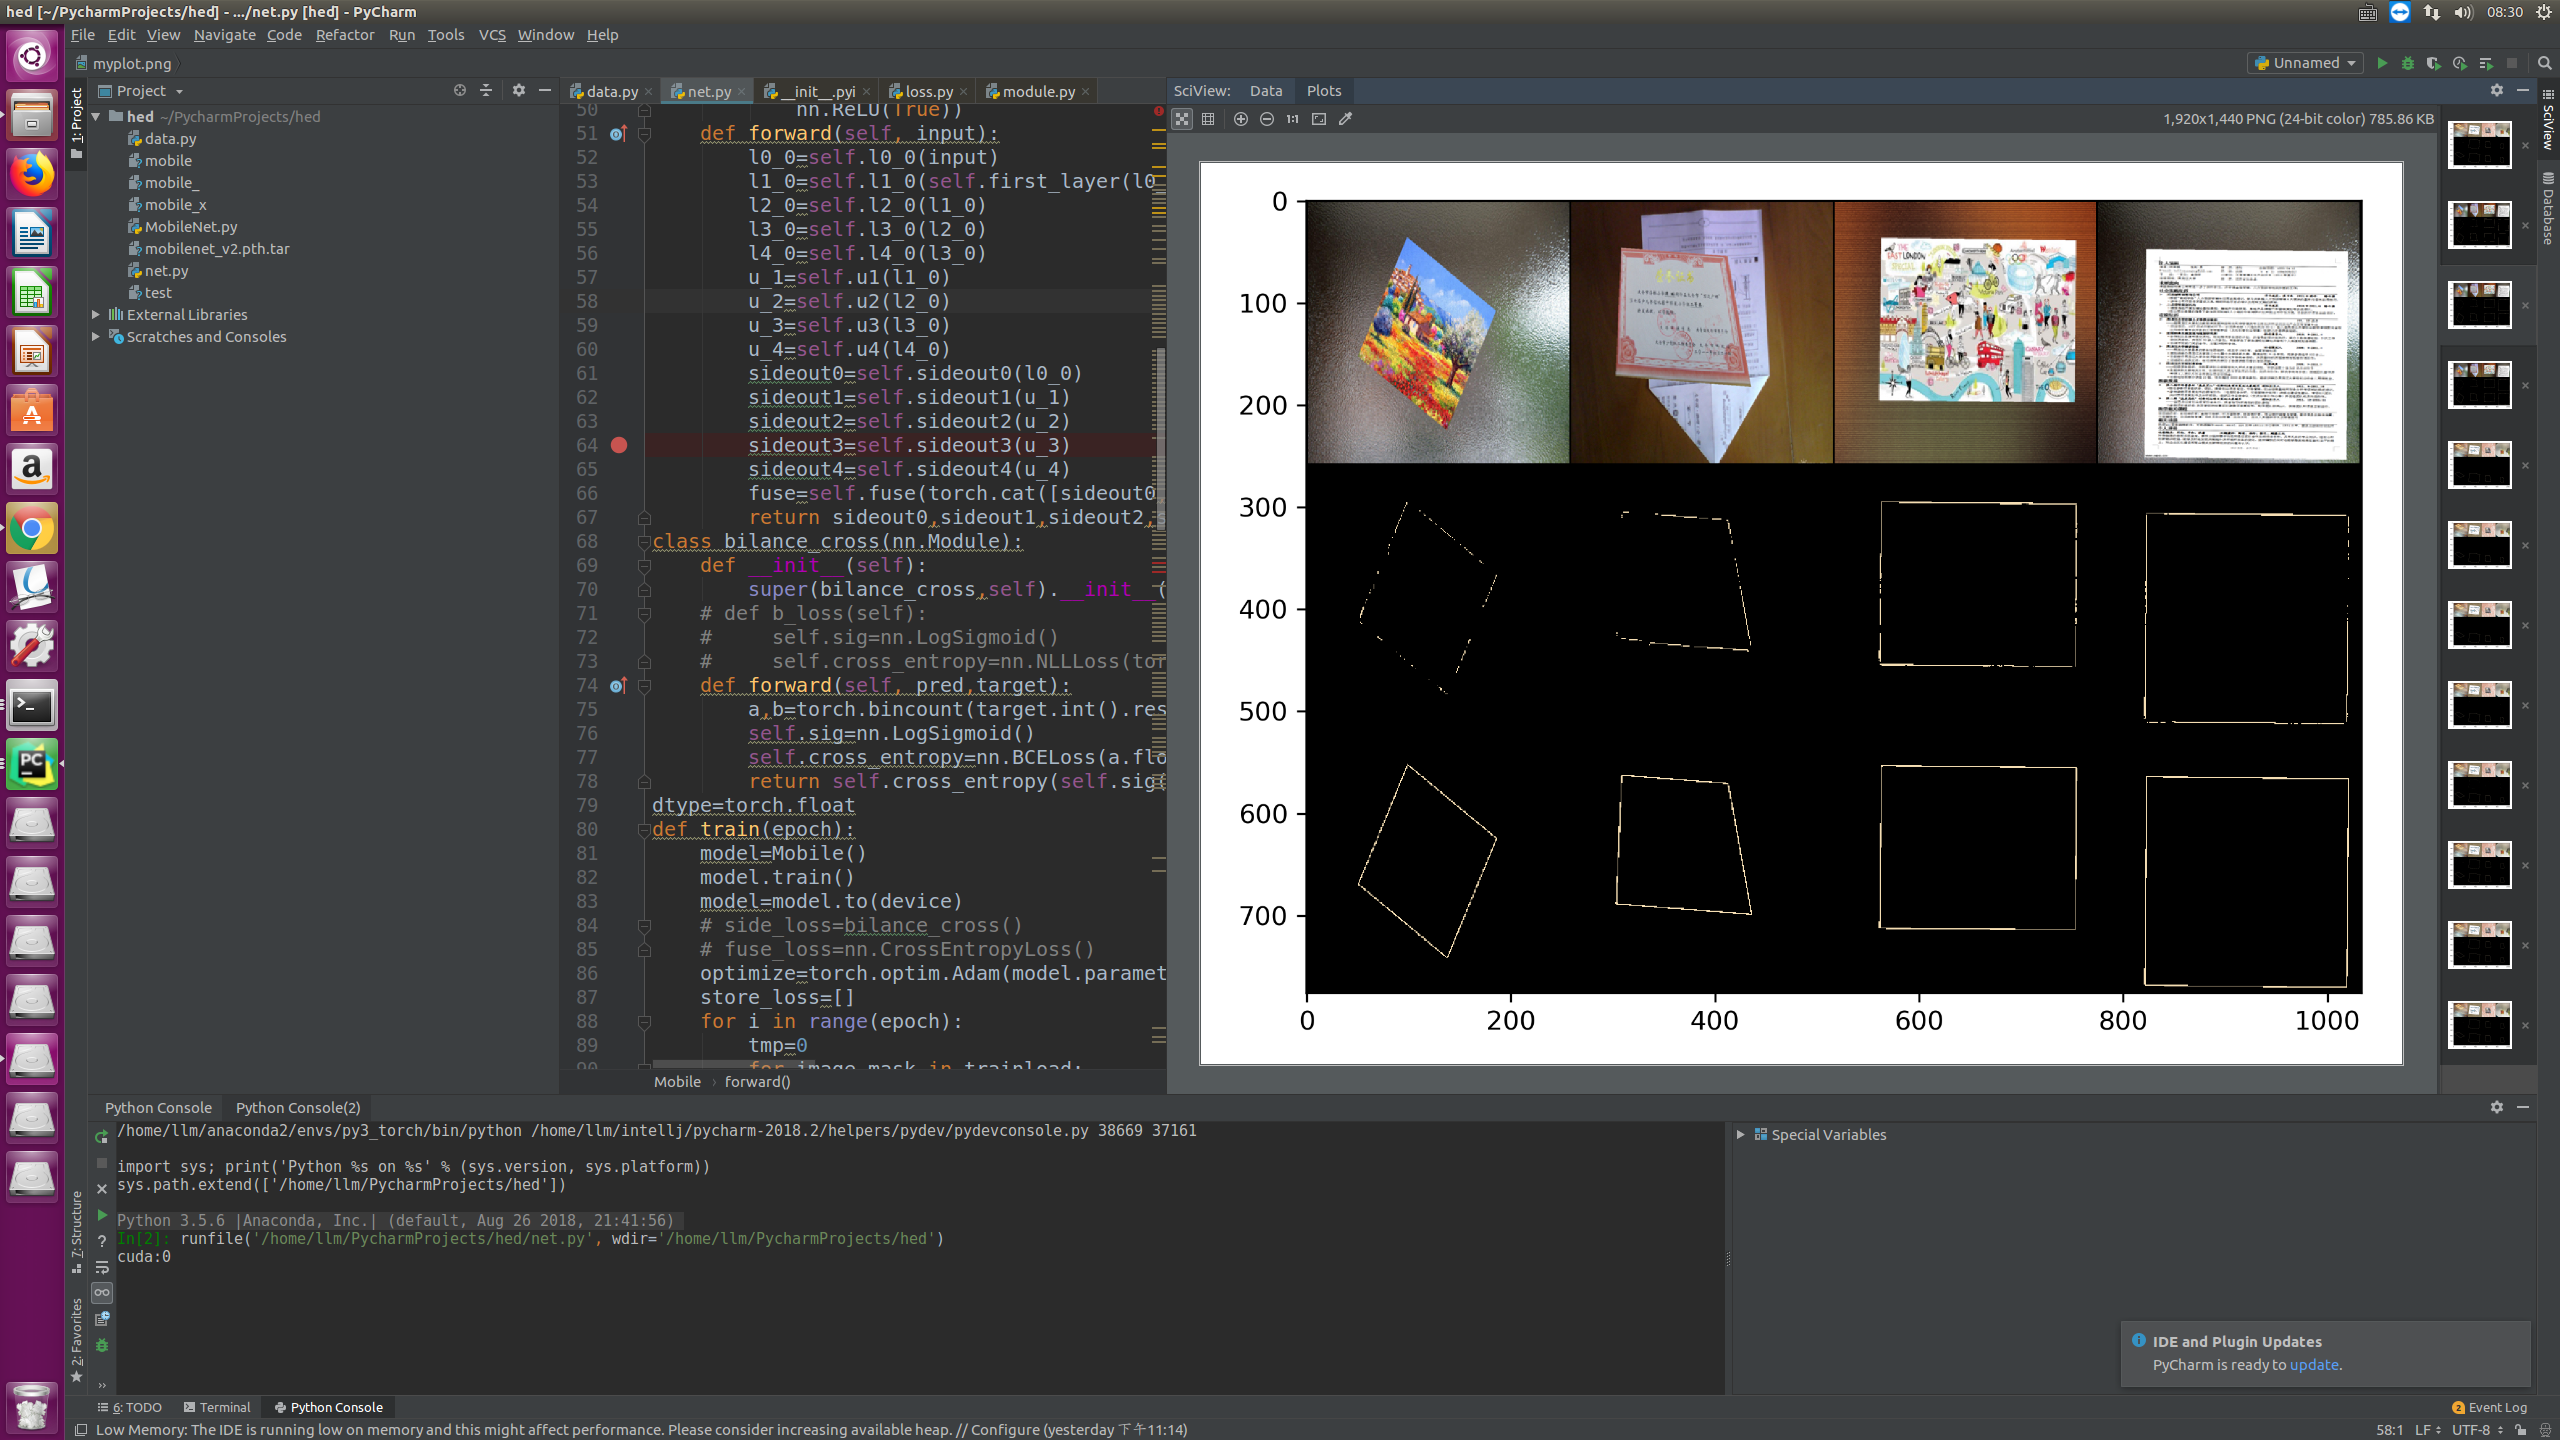 hed [~/PycharmProjects/hed] - .../net.py [hed] - PyCharm
08:30
File Edit View Navigate Code Refactor Run Tools VCS Window Help
myplot.png
Unnamed
1: Project
Project
hed ~/PycharmProjects/hed
data.py
mobile
mobile_
mobile_x
MobileNet.py
mobilenet_v2.pth.tar
net.py
test
External Libraries
Scratches and Consoles
data.py net.py __init__.pyi loss.py module.py
50 nn.ReLU(True))
51 def forward(self, input):
52 l0_0=self.l0_0(input)
53 l1_0=self.l1_0(self.first_layer(l0_
54 l2_0=self.l2_0(l1_0)
55 l3_0=self.l3_0(l2_0)
56 l4_0=self.l4_0(l3_0)
57 u_1=self.u1(l1_0)
58 u_2=self.u2(l2_0)
59 u_3=self.u3(l3_0)
60 u_4=self.u4(l4_0)
61 sideout0=self.sideout0(l0_0)
62 sideout1=self.sideout1(u_1)
63 sideout2=self.sideout2(u_2)
64 sideout3=self.sideout3(u_3)
65 sideout4=self.sideout4(u_4)
66 fuse=self.fuse(torch.cat([sideout0
67 return sideout0,sideout1,sideout2,s
68 class bilance_cross(nn.Module):
69 def __init__(self):
70 super(bilance_cross,self).__init__(
71 # def b_loss(self):
72 # self.sig=nn.LogSigmoid()
73 # self.cross_entropy=nn.NLLLoss(tor
74 def forward(self, pred,target):
75 a,b=torch.bincount(target.int().res
76 self.sig=nn.LogSigmoid()
77 self.cross_entropy=nn.BCELoss(a.flo
78 return self.cross_entropy(self.sig(
79 dtype=torch.float
80 def train(epoch):
81 model=Mobile()
82 model.train()
83 model=model.to(device)
84 # side_loss=bilance_cross()
85 # fuse_loss=nn.CrossEntropyLoss()
86 optimize=torch.optim.Adam(model.paramet
87 store_loss=[]
88 for i in range(epoch):
89 tmp=0
90 for image,mask in trainload:
Mobile › forward()
SciView: Data Plots
1:1
1,920x1,440 PNG (24-bit color) 785.86 KB
0
100
200
300
400
500
600
700
0 200 400 600 800 1000
EAST LONDON
SciView
Database
Python Console Python Console(2)
/home/llm/anaconda2/envs/py3_torch/bin/python /home/llm/intellj/pycharm-2018.2/helpers/pydev/pydevconsole.py 38669 37161
import sys; print('Python %s on %s' % (sys.version, sys.platform))
sys.path.extend(['/home/llm/PycharmProjects/hed'])
Python 3.5.6 |Anaconda, Inc.| (default, Aug 26 2018, 21:41:56)
In[2]: runfile('/home/llm/PycharmProjects/hed/net.py', wdir='/home/llm/PycharmProjects/hed')
cuda:0
Special Variables
7: Structure
2: Favorites
IDE and Plugin Updates
PyCharm is ready to update.
6: TODO Terminal Python Console
2 Event Log
Low Memory: The IDE is running low on memory and this might affect performance. Please consider increasing available heap. // Configure (yesterday 下午11:14)
58:1 LF UTF-8